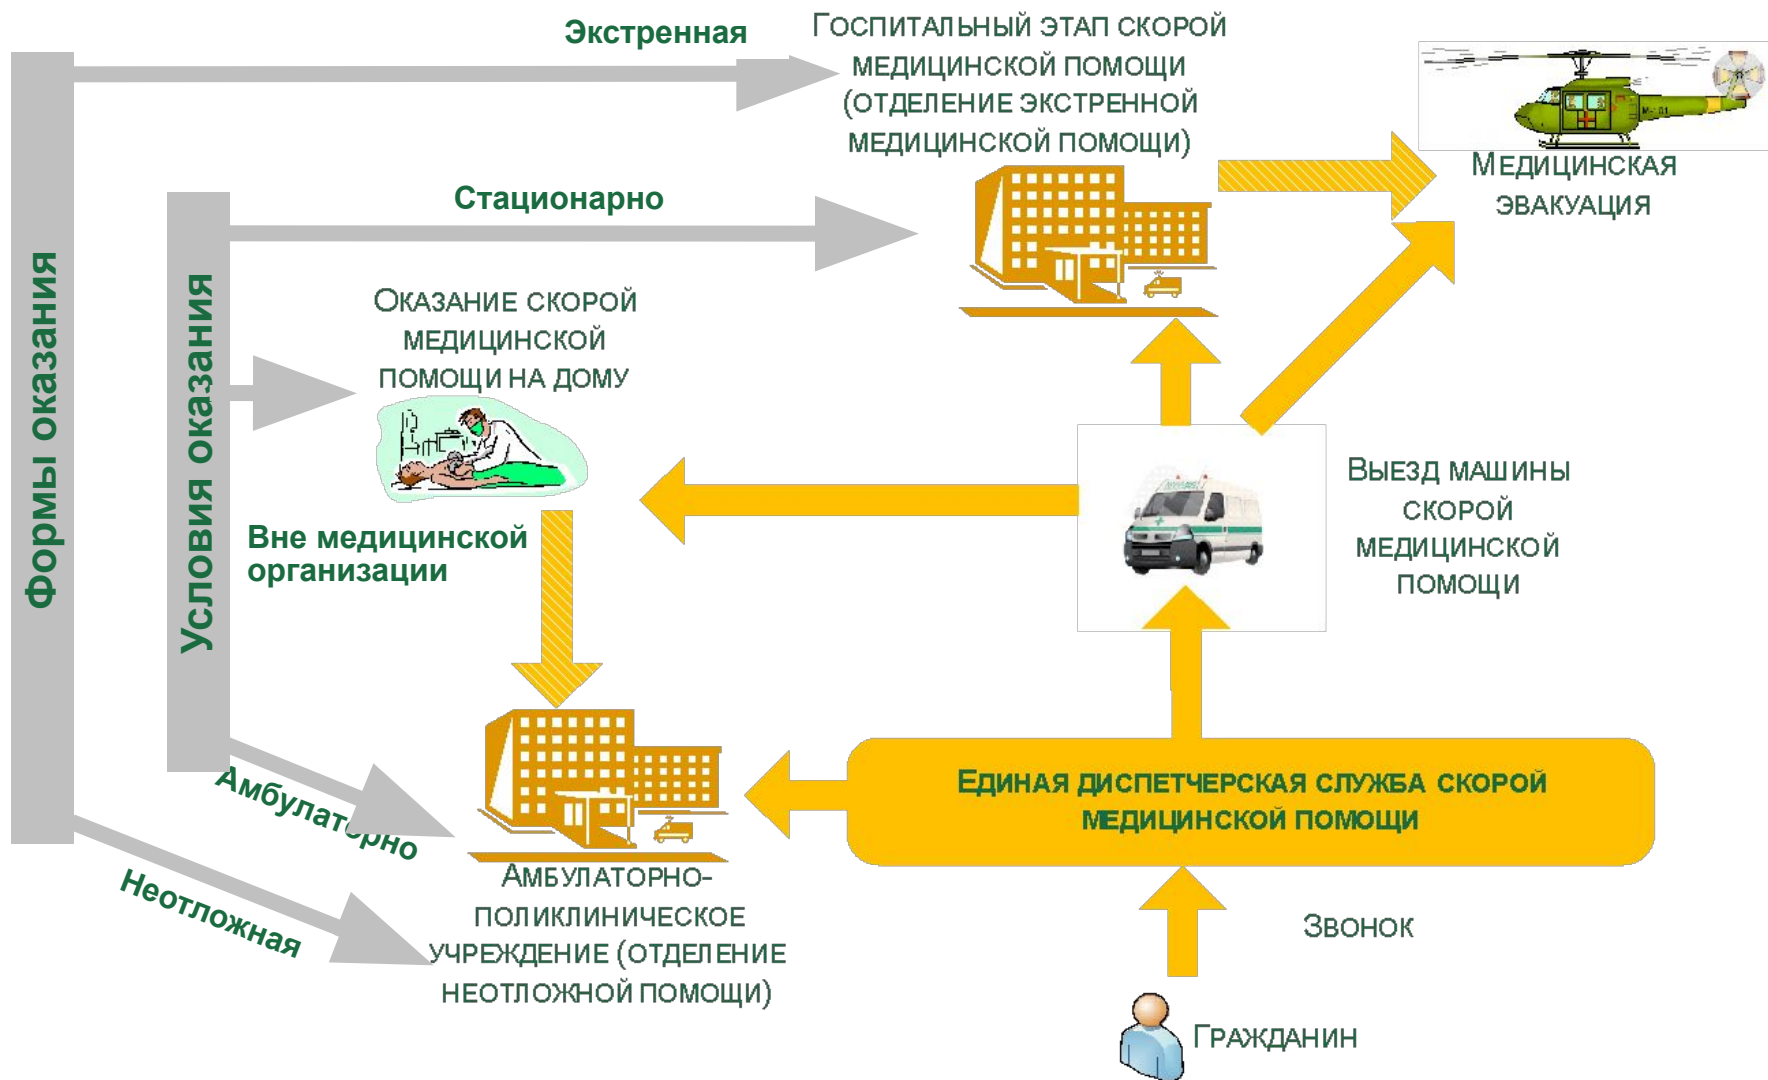 Экстренная
Госпитальный этап скорой
медицинской помощи
(отделение экстренной
медицинской помощи)
Медицинская
эвакуация
Стационарно
Формы оказания
Условия оказания
Оказание скорой
медицинской
помощи на дому
Вне медицинской
организации
Выезд машины
скорой
медицинской
помощи
Амбулаторно
Неотложная
Единая диспетчерская служба скорой
медицинской помощи
Амбулаторно-
поликлиническое
учреждение (отделение
неотложной помощи)
Звонок
Гражданин